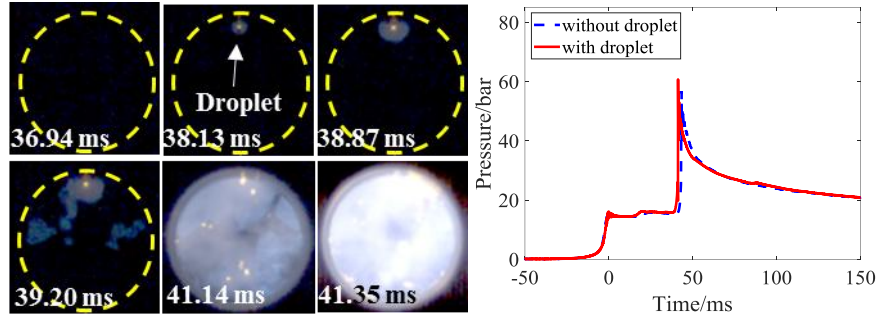 36.94 ms
Droplet
38.13 ms
38.87 ms
39.20 ms
41.14 ms
41.35 ms
Pressure/bar
80
60
40
20
0
without droplet
with droplet
-50
0
50
100
150
Time/ms